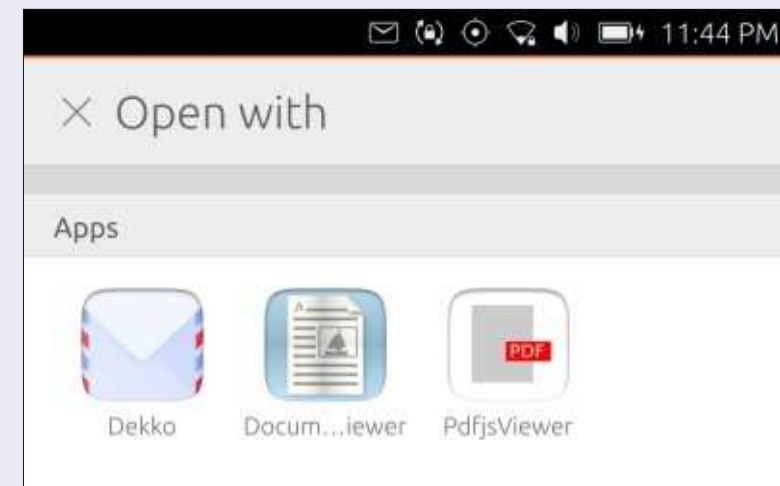 11:44 PM
Open with
Apps
A
PDF
Dekko Docum...iewer PdfjsViewer